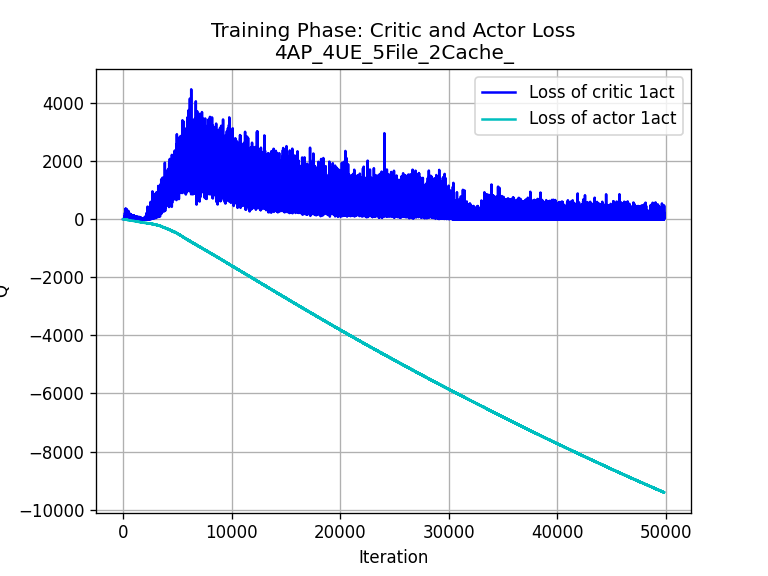 Training Phase: Critic and Actor Loss
4AP_4UE_5File_2Cache_
Loss of critic 1act
Loss of actor 1act
4000
2000
0
−2000
−4000
−6000
−8000
−10000
0
10000
20000
30000
40000
50000
Iteration